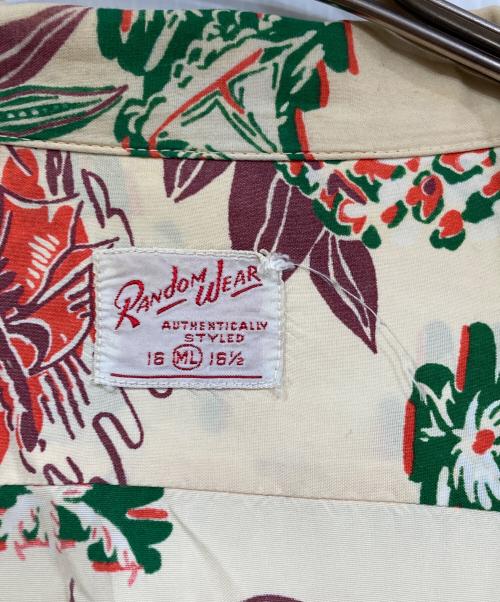 RANDOM WEAR
AUTHENTICALLY
STYLED
16 ML 16½